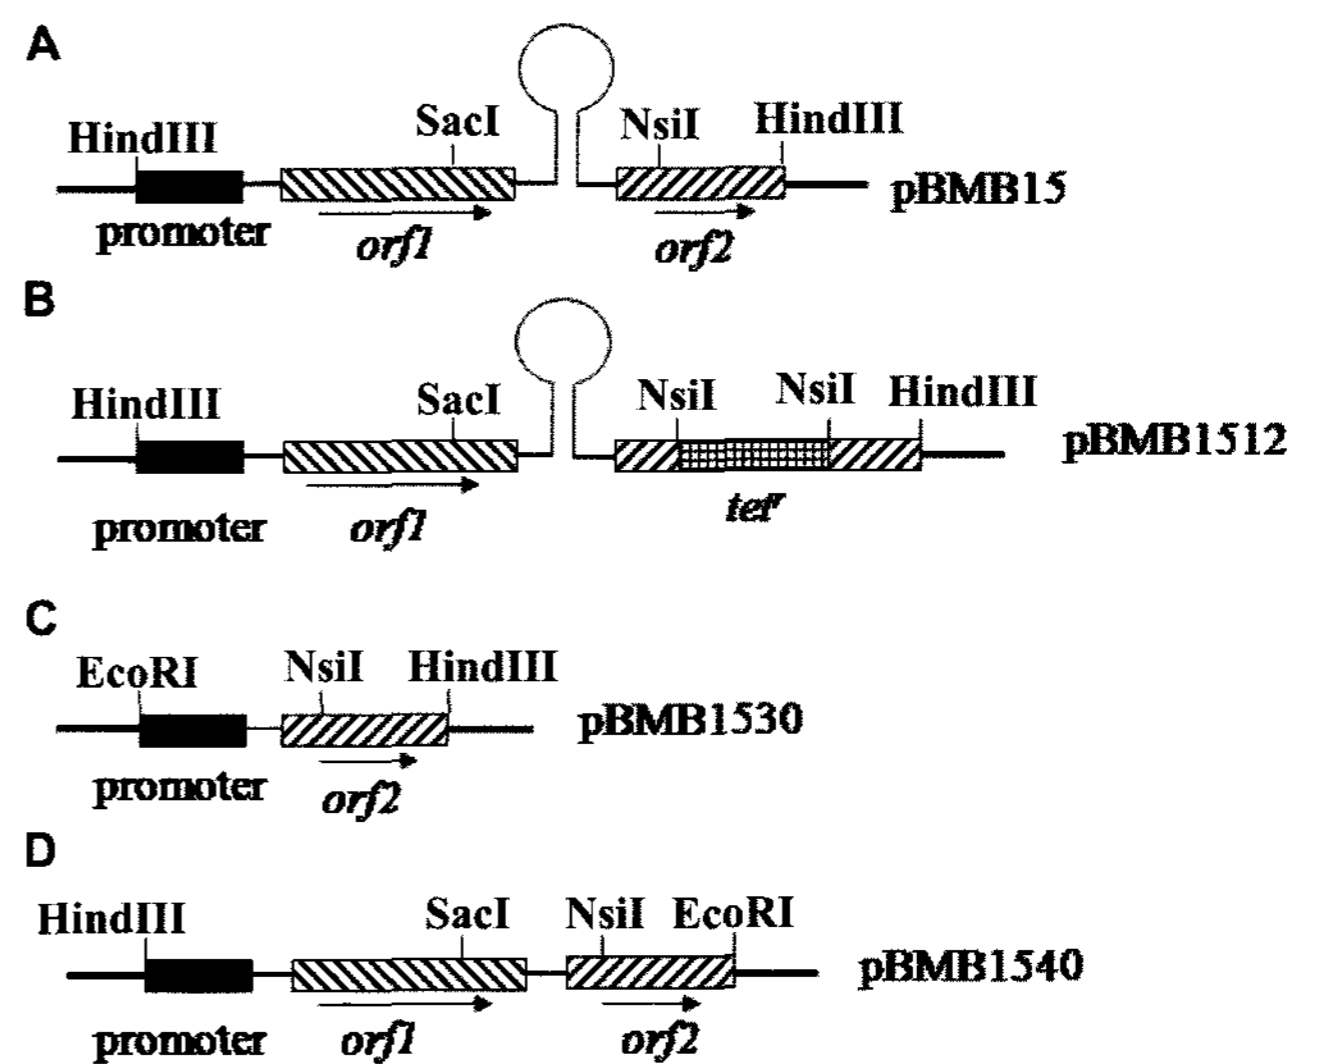 A
HindIII SacI NsiI HindIII
pBMB15
promoter orf1 orf2
B
HindIII SacI NsiI NsiI HindIII
pBMB1512
promoter orf1 tetr
C
EcoRI NsiI HindIII
pBMB1530
promoter orf2
D
HindIII SacI NsiI EcoRI
pBMB1540
promoter orf1 orf2